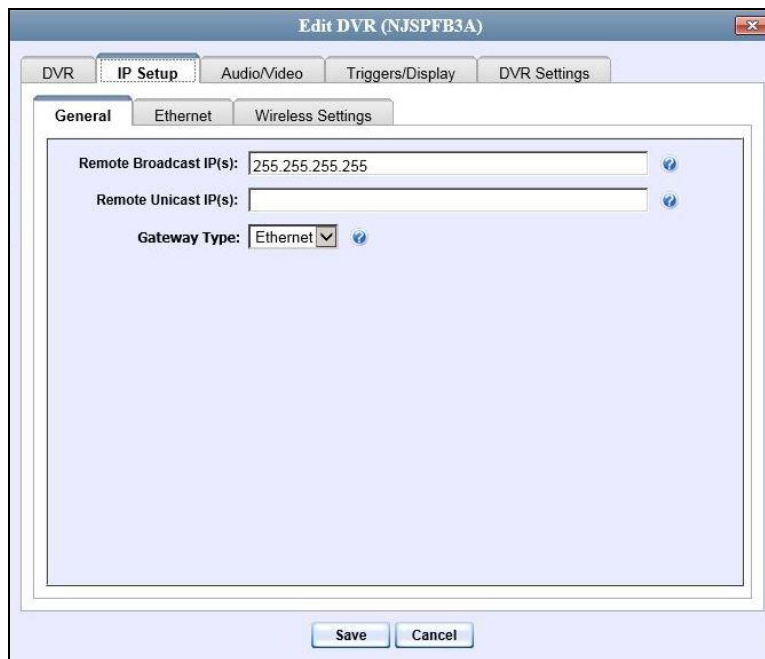 Edit DVR (NJSPFB3A)
DVR IP Setup Audio/Video Triggers/Display DVR Settings
General Ethernet Wireless Settings
Remote Broadcast IP(s): 255.255.255.255
Remote Unicast IP(s):
Gateway Type: Ethernet
Save Cancel